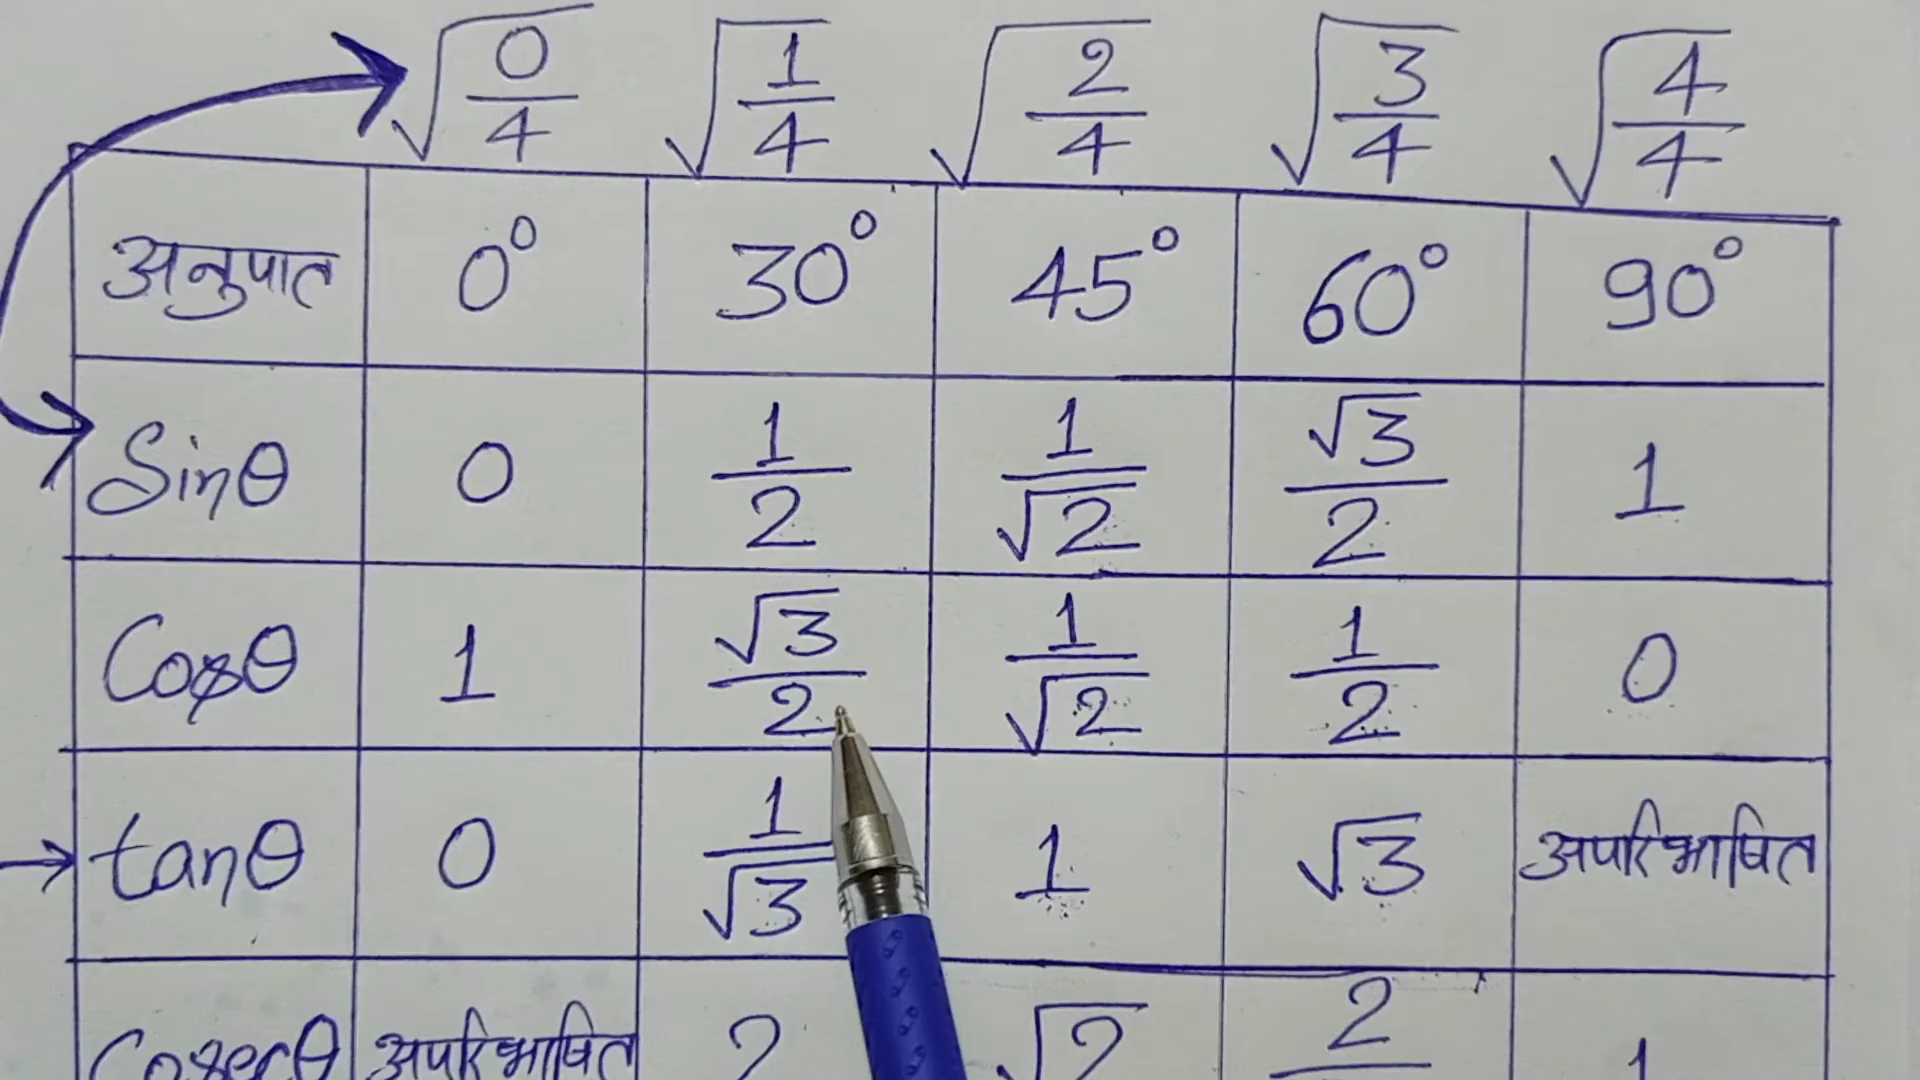 √0/4 √1/4 √2/4 √3/4 √4/4
अनुपात 0° 30° 45° 60° 90°
Sinθ 0 1/2 1/√2 √3/2 1
Cosθ 1 √3/2 1/√2 1/2 0
tanθ 0 1/√3 1 √3 अपरिभाषित
Cosecθ अपरिभाषित 2 √2 2 1